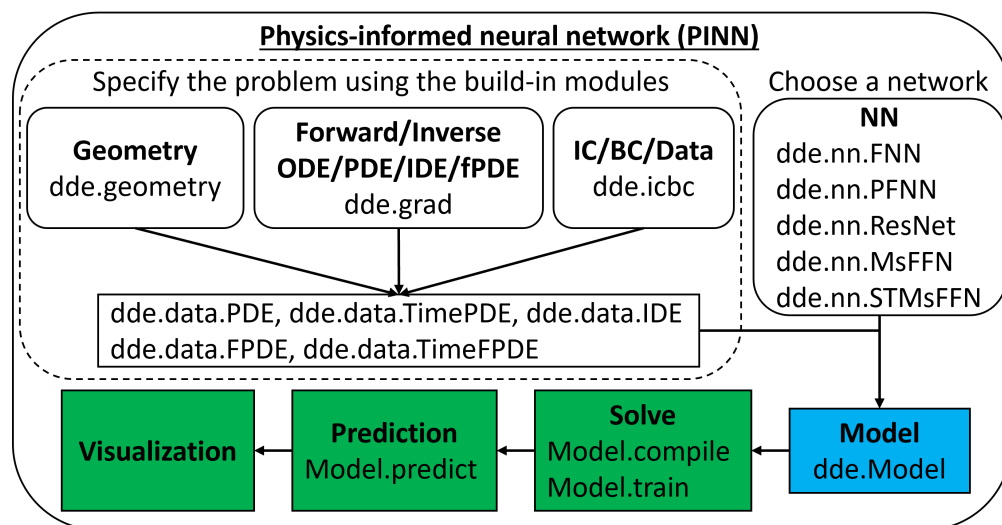 Physics-informed neural network (PINN)
Specify the problem using the build-in modules
Geometry
dde.geometry
Forward/Inverse
ODE/PDE/IDE/fPDE
dde.grad
IC/BC/Data
dde.icbc
dde.data.PDE, dde.data.TimePDE, dde.data.IDE
dde.data.FPDE, dde.data.TimeFPDE
Choose a network
NN
dde.nn.FNN
dde.nn.PFNN
dde.nn.ResNet
dde.nn.MsFFN
dde.nn.STMsFFN
Model
dde.Model
Solve
Model.compile
Model.train
Prediction
Model.predict
Visualization